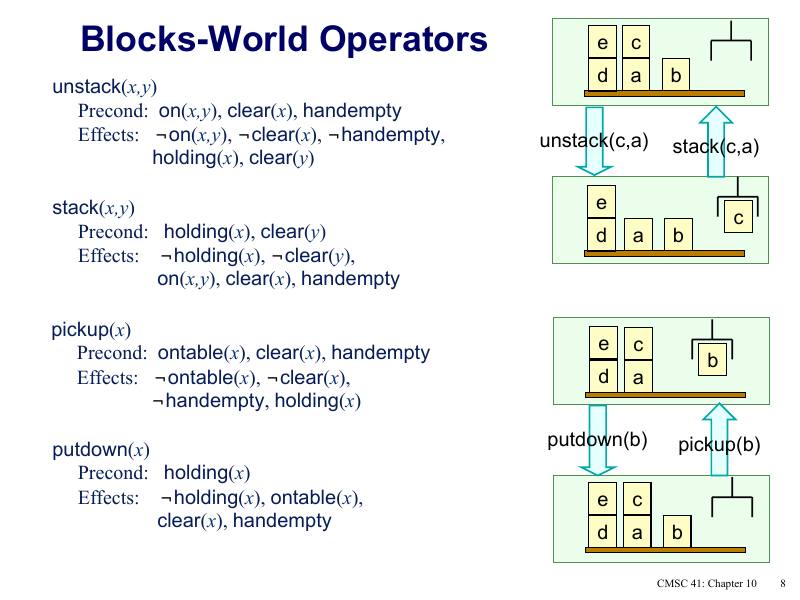 Blocks-World Operators
unstack(x,y)
Precond: on(x,y), clear(x), handempty
Effects: ¬on(x,y), ¬clear(x), ¬handempty,
holding(x), clear(y)
stack(x,y)
Precond: holding(x), clear(y)
Effects: ¬holding(x), ¬clear(y),
on(x,y), clear(x), handempty
pickup(x)
Precond: ontable(x), clear(x), handempty
Effects: ¬ontable(x), ¬clear(x),
¬handempty, holding(x)
putdown(x)
Precond: holding(x)
Effects: ¬holding(x), ontable(x),
clear(x), handempty
e c
d a b
unstack(c,a) stack(c,a)
e c
d a b
e c b
d a
putdown(b) pickup(b)
e c
d a b
CMSC 41: Chapter 10 8